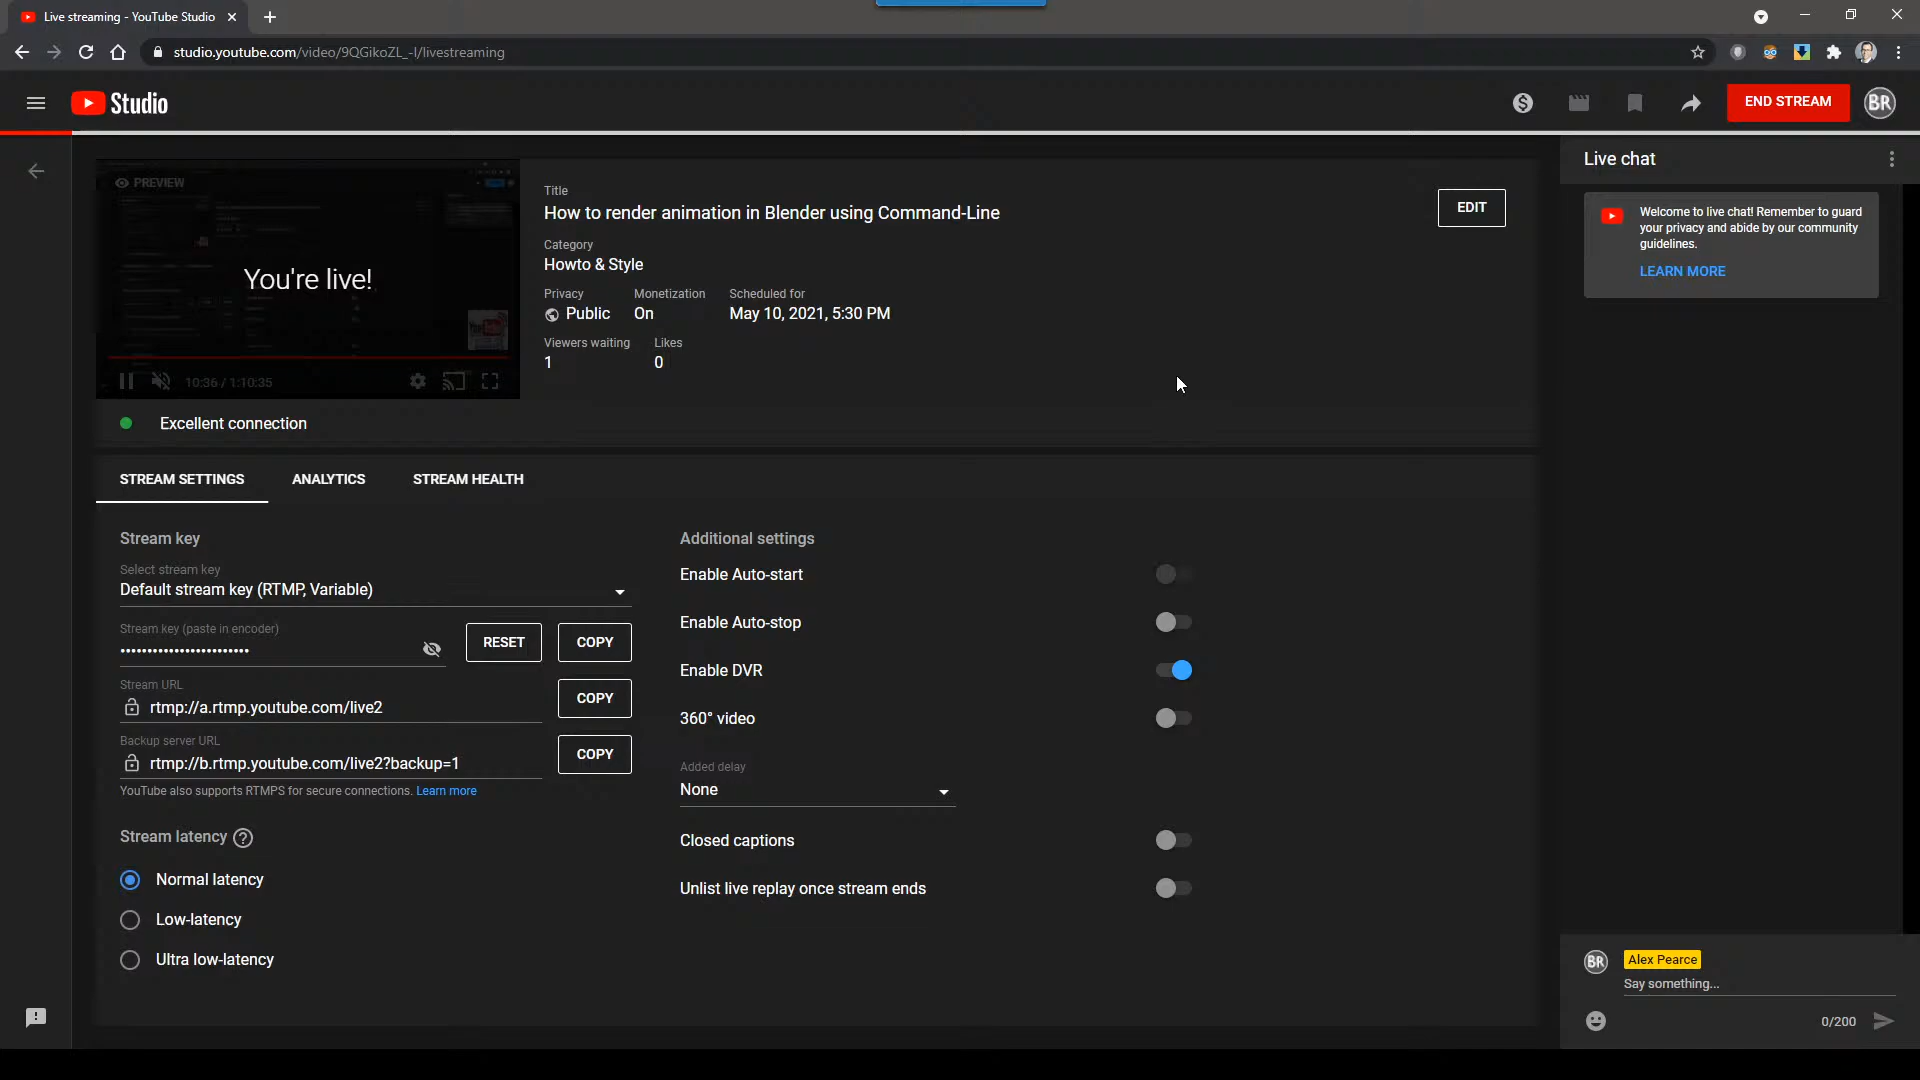 Live streaming - YouTube Studio
studio.youtube.com/video/9QGikoZL_-I/livestreaming
Studio
END STREAM
BR
PREVIEW
You're live!
10:36 / 1:10:35
Title
How to render animation in Blender using Command-Line
EDIT
Category
Howto & Style
Privacy Monetization Scheduled for
Public On May 10, 2021, 5:30 PM
Viewers waiting Likes
1 0
Excellent connection
STREAM SETTINGS ANALYTICS STREAM HEALTH
Stream key
Select stream key
Default stream key (RTMP, Variable)
Stream key (paste in encoder)
•••••••••••••••••••••••• RESET COPY
Stream URL
rtmp://a.rtmp.youtube.com/live2 COPY
Backup server URL
rtmp://b.rtmp.youtube.com/live2?backup=1 COPY
YouTube also supports RTMPS for secure connections. Learn more
Stream latency ?
Normal latency
Low-latency
Ultra low-latency
Additional settings
Enable Auto-start
Enable Auto-stop
Enable DVR
360° video
Added delay
None
Closed captions
Unlist live replay once stream ends
Live chat
Welcome to live chat! Remember to guard
your privacy and abide by our community
guidelines.
LEARN MORE
BR Alex Pearce
Say something...
0/200